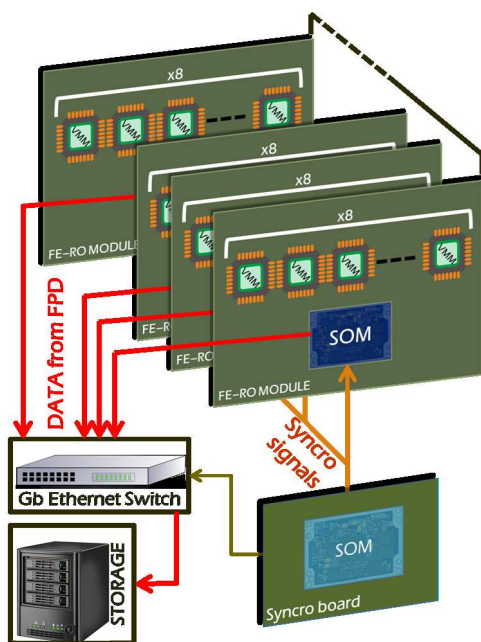 x8
VMM
VMM
VMM
VMM
x8
x8
x8
FE-RO MODULE
VMM
VMM
VMM
VMM
FE-RO
FE-RO
SOM
FE-RO MODULE
DATA from FPD
Syncro
signals
Gb Ethernet Switch
SOM
STORAGE
Syncro board